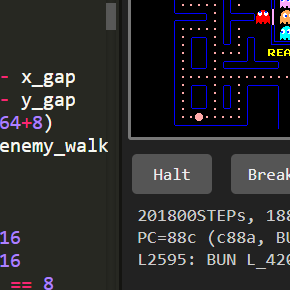 - x_gap
- y_gap
64+8)
enemy_walk
16
16
== 8
REA
Halt
Break
201800STEPs, 188
PC=88c (c88a, BU
L2595: BUN L_420